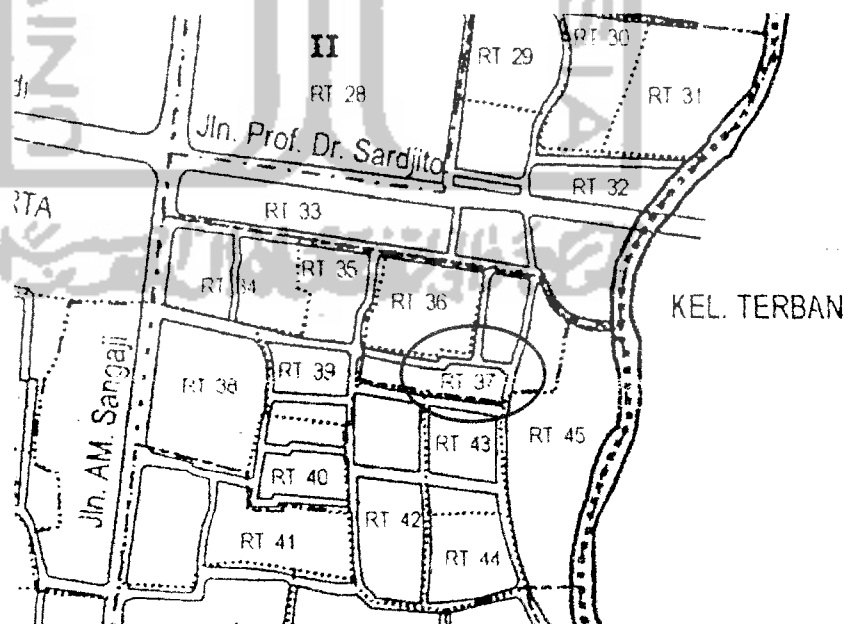 II
RT 28
RT 29
RT 30
RT 31
Jln. Prof. Dr. Sardjito
RT 32
RTA
RT 33
RT 34
RT 35
RT 36
KEL. TERBAN
Jln. AM. Sangaji
RT 38
RT 39
RT 37
RT 43
RT 45
RT 40
RT 41
RT 42
RT 44